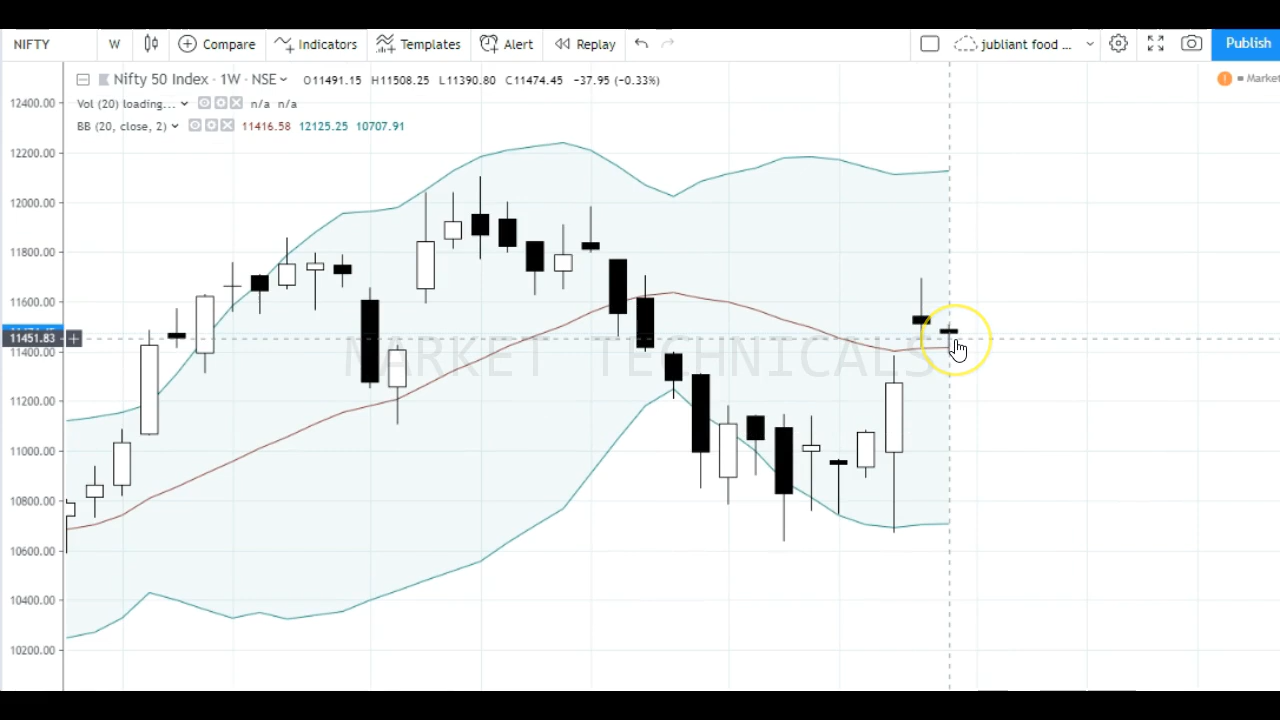 NIFTY W Compare Indicators Templates Alert Replay jubliant food ... Publish
Nifty 50 Index · 1W · NSE O11491.15 H11508.25 L11390.80 C11474.45 -37.95 (-0.33%)
Market
Vol (20) loading... n/a n/a
BB (20, close, 2) 11416.58 12125.25 10707.91
12400.00
12200.00
12000.00
11800.00
11600.00
11451.83
11400.00
11200.00
11000.00
10800.00
10600.00
10400.00
10200.00
MARKET TECHNICALS